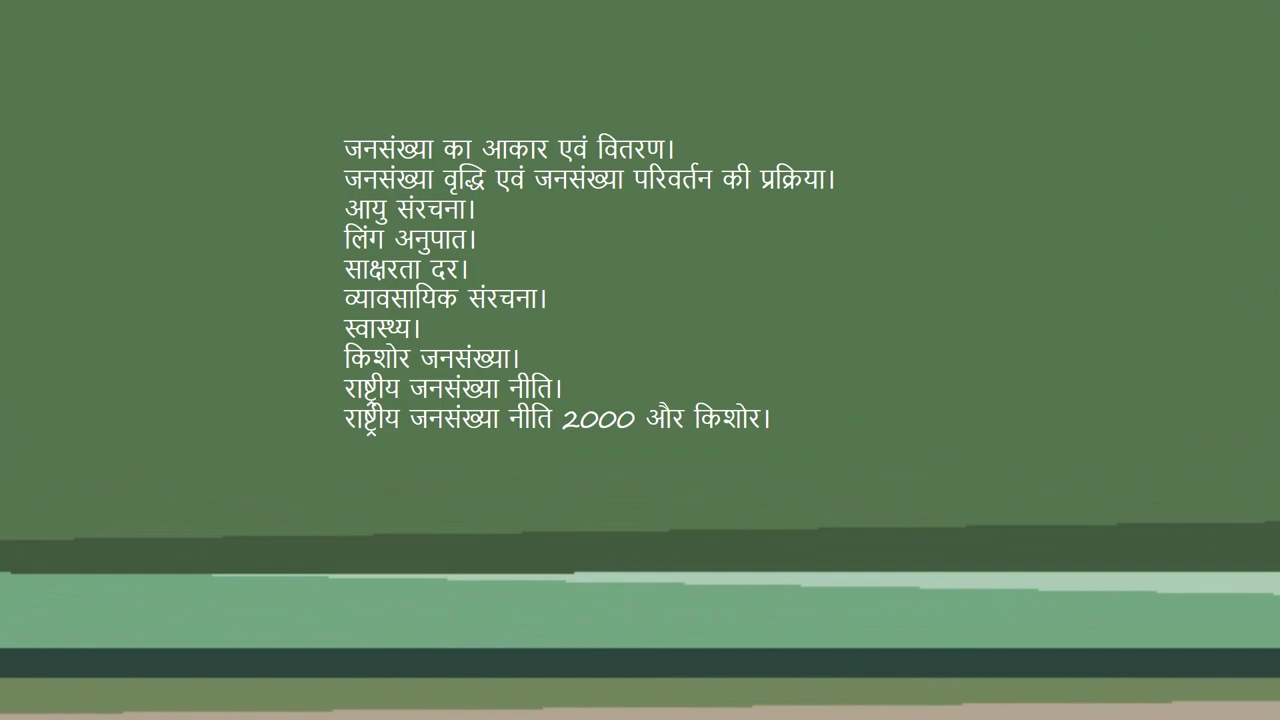 जनसंख्या का आकार एवं वितरण।
जनसंख्या वृद्धि एवं जनसंख्या परिवर्तन की प्रक्रिया।
आयु संरचना।
लिंग अनुपात।
साक्षरता दर।
व्यावसायिक संरचना।
स्वास्थ्य।
किशोर जनसंख्या।
राष्ट्रीय जनसंख्या नीति।
राष्ट्रीय जनसंख्या नीति 2000 और किशोर।